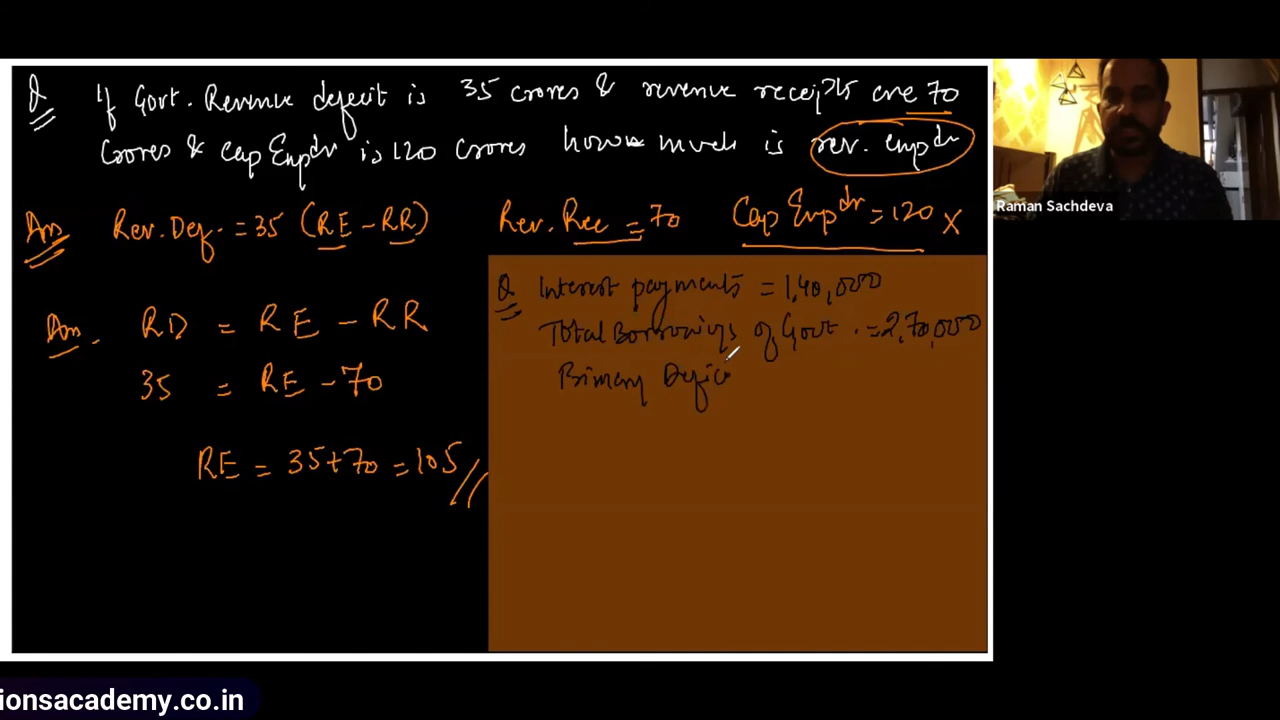 Q If Govt. Revenue deficit is 35 crores & revenue receipts are 70
Crores & Cap Expdr is 120 Crores how much is rev. expdr
Ans Rev. Def. = 35 (RE - RR) Rev. Rec = 70 Cap Expdr = 120 X
Ans. RD = RE - RR
35 = RE - 70
RE = 35 + 70 = 105 //
Q Interest payments = 1,40,000
Total Borrowings of Govt. = 2,70,000
Primary Defic
Raman Sachdeva
ionsacademy.co.in